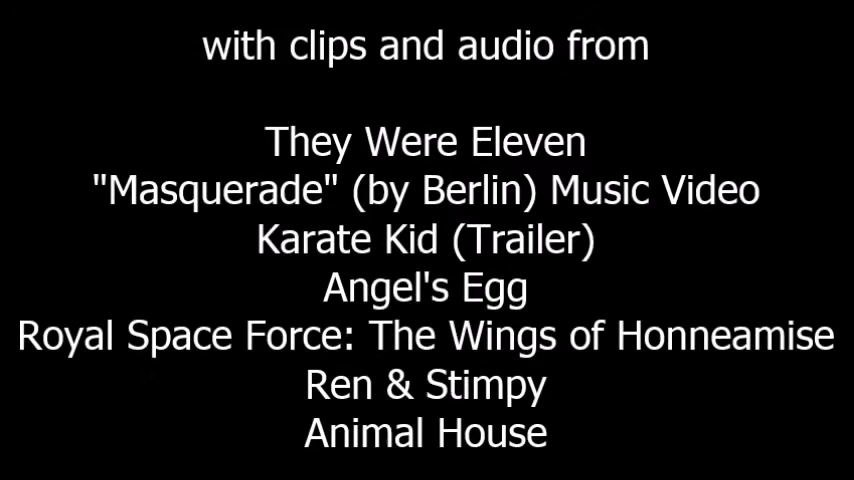 with clips and audio from
They Were Eleven
"Masquerade" (by Berlin) Music Video
Karate Kid (Trailer)
Angel's Egg
Royal Space Force: The Wings of Honneamise
Ren & Stimpy
Animal House